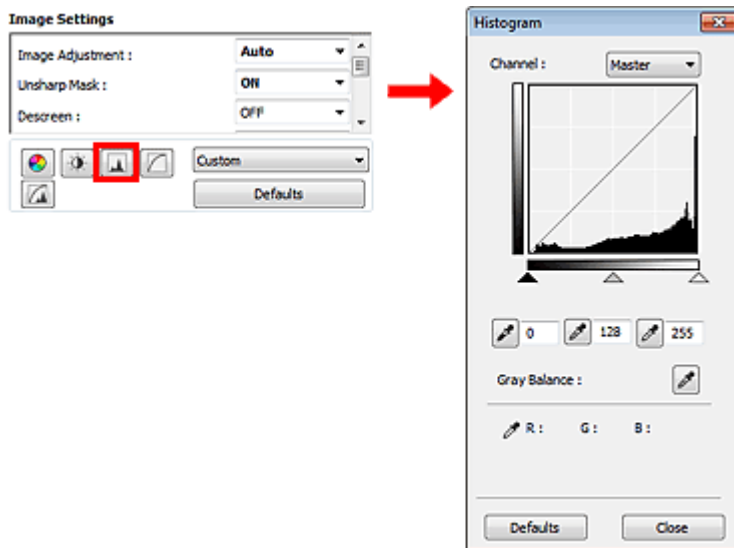 Image Settings
Image Adjustment :
Auto
Unsharp Mask :
ON
Descreen :
OFF
Custom
Defaults
Histogram
Channel :
Master
0
128
255
Gray Balance :
R :
G :
B :
Defaults
Close